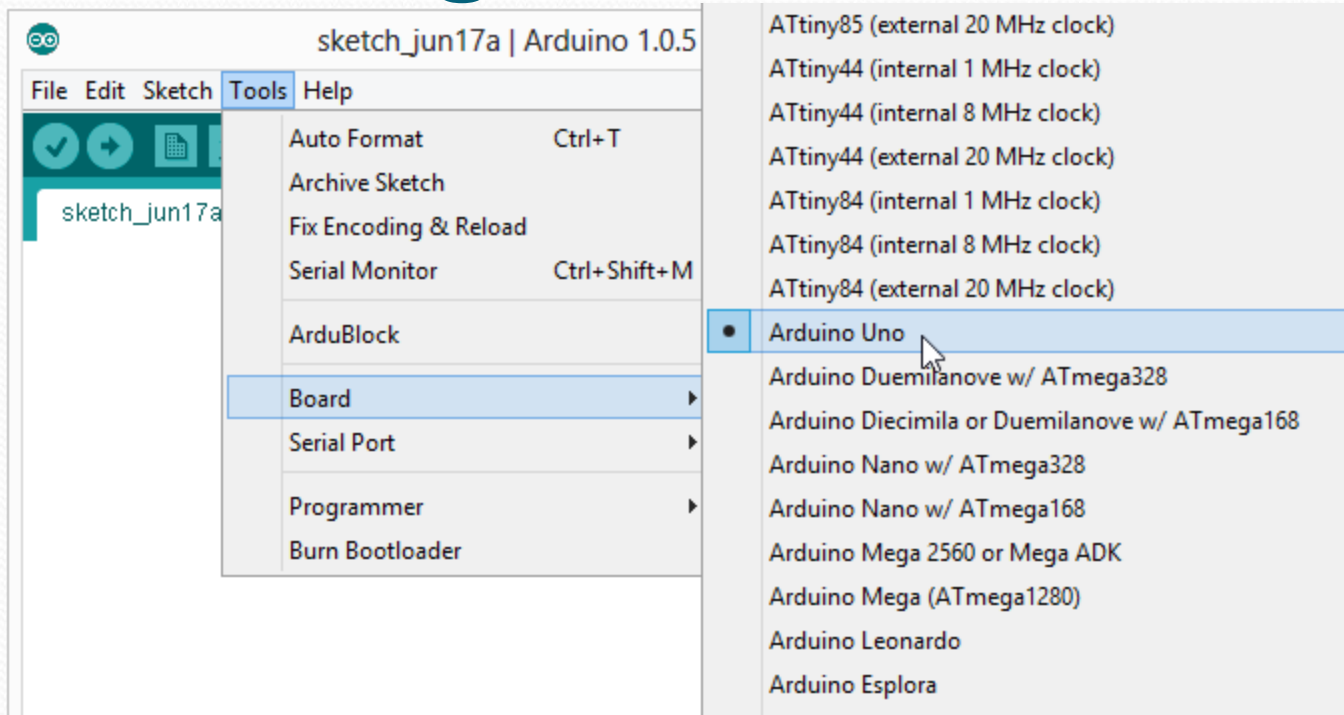 sketch_jun17a | Arduino 1.0.5
File Edit Sketch Tools Help
sketch_jun17a
Auto Format Ctrl+T
Archive Sketch
Fix Encoding & Reload
Serial Monitor Ctrl+Shift+M
ArduBlock
Board
Serial Port
Programmer
Burn Bootloader
ATtiny85 (external 20 MHz clock)
ATtiny44 (internal 1 MHz clock)
ATtiny44 (internal 8 MHz clock)
ATtiny44 (external 20 MHz clock)
ATtiny84 (internal 1 MHz clock)
ATtiny84 (internal 8 MHz clock)
ATtiny84 (external 20 MHz clock)
Arduino Uno
Arduino Duemilanove w/ ATmega328
Arduino Diecimila or Duemilanove w/ ATmega168
Arduino Nano w/ ATmega328
Arduino Nano w/ ATmega168
Arduino Mega 2560 or Mega ADK
Arduino Mega (ATmega1280)
Arduino Leonardo
Arduino Esplora